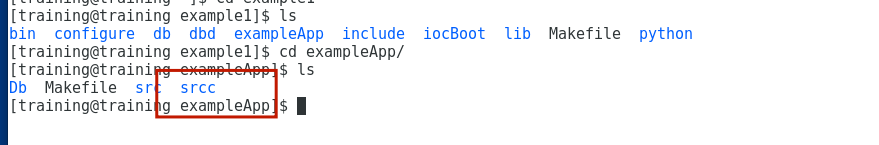 [training@training ~]$ cd example1
[training@training example1]$ ls
bin configure db dbd exampleApp include iocBoot lib Makefile python
[training@training example1]$ cd exampleApp/
[training@training exampleApp]$ ls
Db Makefile src srcc
[training@training exampleApp]$